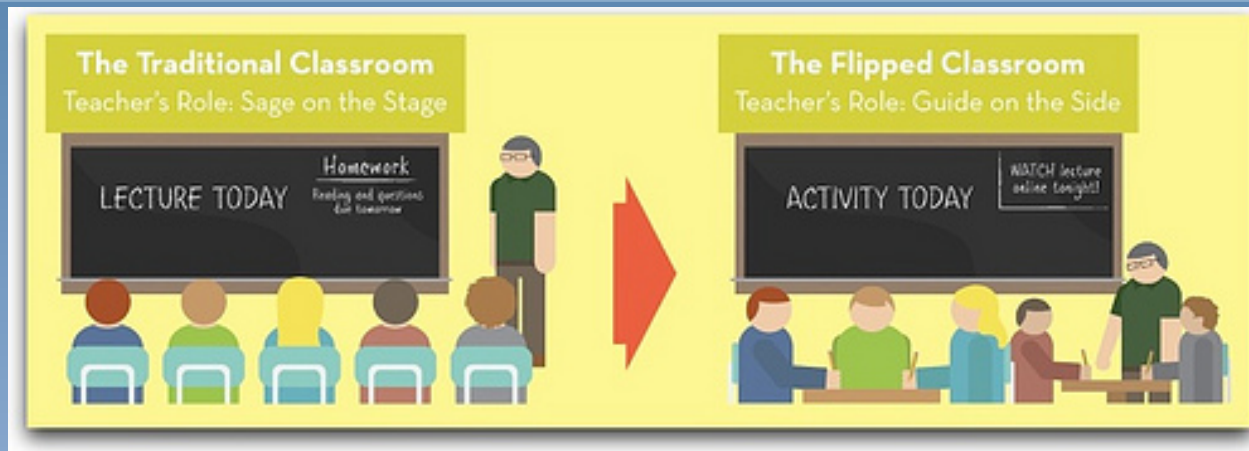 The Traditional Classroom
Teacher's Role: Sage on the Stage
LECTURE TODAY
Homework
Reading and questions
due tomorrow
The Flipped Classroom
Teacher's Role: Guide on the Side
ACTIVITY TODAY
WATCH lecture
online tonight!